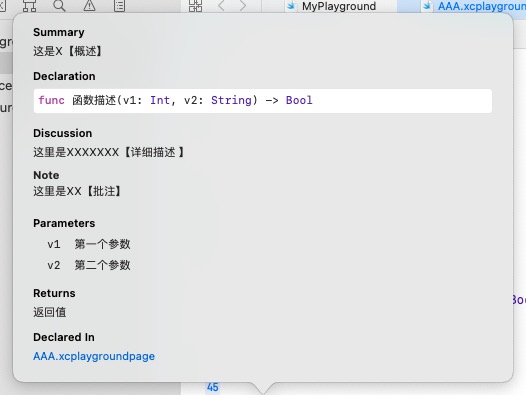 MyPlayground
AAA.xcplaygroun
Summary
这是X【概述】
Declaration
func 函数描述(v1: Int, v2: String) -> Bool
Discussion
这里是XXXXXXX【详细描述 】
Note
这里是XX【批注】
Parameters
v1 第一个参数
v2 第二个参数
Returns
返回值
Declared In
AAA.xcplaygroundpage
45